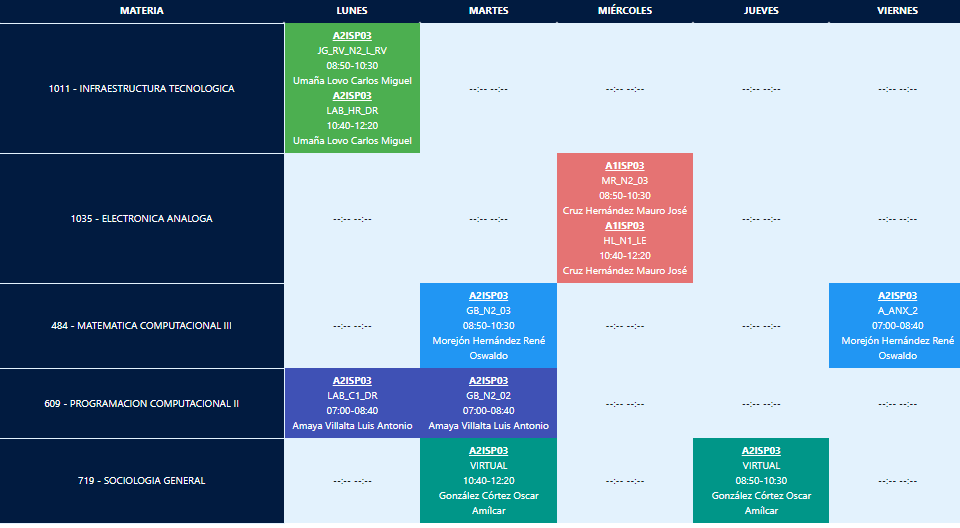 MATERIA LUNES MARTES MIÉRCOLES JUEVES VIERNES
1011 - INFRAESTRUCTURA TECNOLOGICA
A2ISP03
JG_RV_N2_L_RV
08:50-10:30
Umaña Lovo Carlos Miguel
A2ISP03
LAB_HR_DR
10:40-12:20
Umaña Lovo Carlos Miguel
--:-- --:--
--:-- --:--
--:-- --:--
--:-- --:--
1035 - ELECTRONICA ANALOGA
--:-- --:--
--:-- --:--
A1ISP03
MR_N2_03
08:50-10:30
Cruz Hernández Mauro José
A1ISP03
HL_N1_LE
10:40-12:20
Cruz Hernández Mauro José
--:-- --:--
--:-- --:--
484 - MATEMATICA COMPUTACIONAL III
--:-- --:--
A2ISP03
GB_N2_03
08:50-10:30
Morejón Hernández René
Oswaldo
--:-- --:--
--:-- --:--
A2ISP03
A_ANX_2
07:00-08:40
Morejón Hernández René
Oswaldo
609 - PROGRAMACION COMPUTACIONAL II
A2ISP03
LAB_C1_DR
07:00-08:40
Amaya Villalta Luis Antonio
A2ISP03
GB_N2_02
07:00-08:40
Amaya Villalta Luis Antonio
--:-- --:--
--:-- --:--
--:-- --:--
719 - SOCIOLOGIA GENERAL
--:-- --:--
A2ISP03
VIRTUAL
10:40-12:20
González Córtez Oscar
Amílcar
--:-- --:--
A2ISP03
VIRTUAL
08:50-10:30
González Córtez Oscar
Amílcar
--:-- --:--